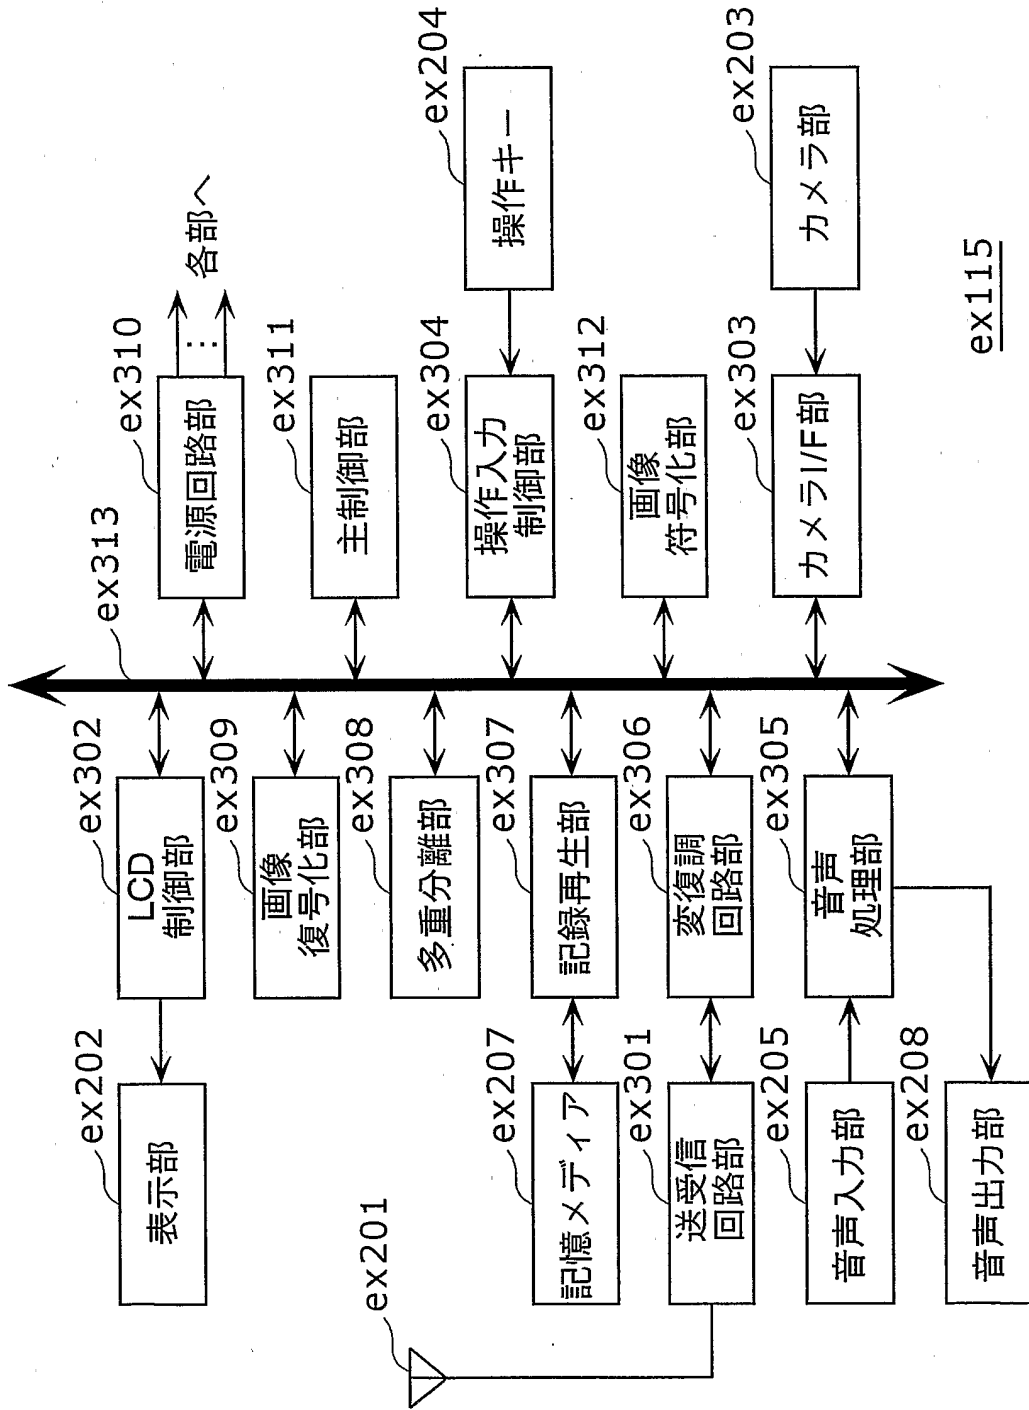 ex202
表示部
ex302
LCD
制御部
ex313
ex310
電源回路部
各部へ
ex309
画像
復号化部
ex311
主制御部
ex201
ex308
多重分離部
ex304
操作入力
制御部
ex204
操作キー
ex207
記憶メディア
ex307
記録再生部
ex312
画像
符号化部
ex301
送受信
回路部
ex306
変復調
回路部
ex303
カメラI/F部
ex203
カメラ部
ex205
音声入力部
ex305
音声
処理部
ex208
音声出力部
ex115